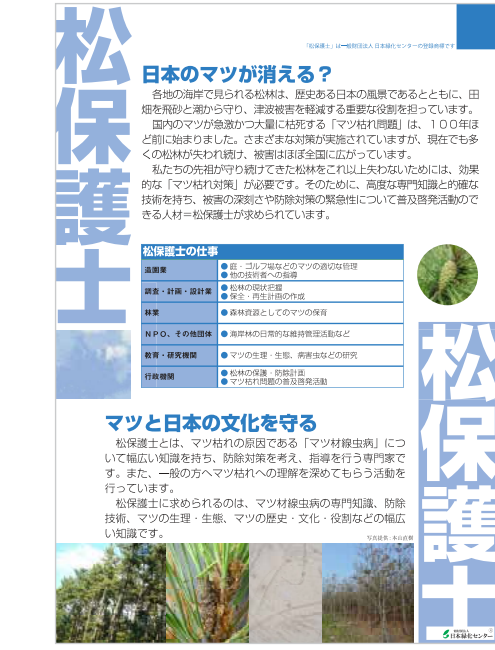 松保護士
「松保護士」は一般財団法人 日本緑化センターの登録商標です
日本のマツが消える？
各地の海岸で見られる松林は、歴史ある日本の風景であるとともに、田
畑を飛砂と潮から守り、津波被害を軽減する重要な役割を担っています。
国内のマツが急激かつ大量に枯死する「マツ枯れ問題」は、１００年ほ
ど前に始まりました。さまざまな対策が実施されていますが、現在でも多
くの松林が失われ続け、被害はほぼ全国に広がっています。
私たちの先祖が守り続けてきた松林をこれ以上失わないためには、効果
的な「マツ枯れ対策」が必要です。そのために、高度な専門知識と的確な
技術を持ち、被害の深刻さや防除対策の緊急性について普及啓発活動ので
きる人材＝松保護士が求められています。
松保護士の仕事
造園業
● 庭・ゴルフ場などのマツの適切な管理
● 他の技術者への指導
調査・計画・設計業
● 松林の現状把握
● 保全・再生計画の作成
林業
● 森林資源としてのマツの保育
ＮＰＯ、その他団体
● 海岸林の日常的な維持管理活動など
教育・研究機関
● マツの生理・生態、病害虫などの研究
行政機関
● 松林の保護・防除計画
● マツ枯れ問題の普及啓発活動
松保護士
マツと日本の文化を守る
松保護士とは、マツ枯れの原因である「マツ材線虫病」につ
いて幅広い知識を持ち、防除対策を考え、指導を行う専門家で
す。また、一般の方へマツ枯れへの理解を深めてもらう活動を
行っています。
松保護士に求められるのは、マツ材線虫病の専門知識、防除
技術、マツの生理・生態、マツの歴史・文化・役割などの幅広
い知識です。
写真提供：本山直樹
日本緑化センター